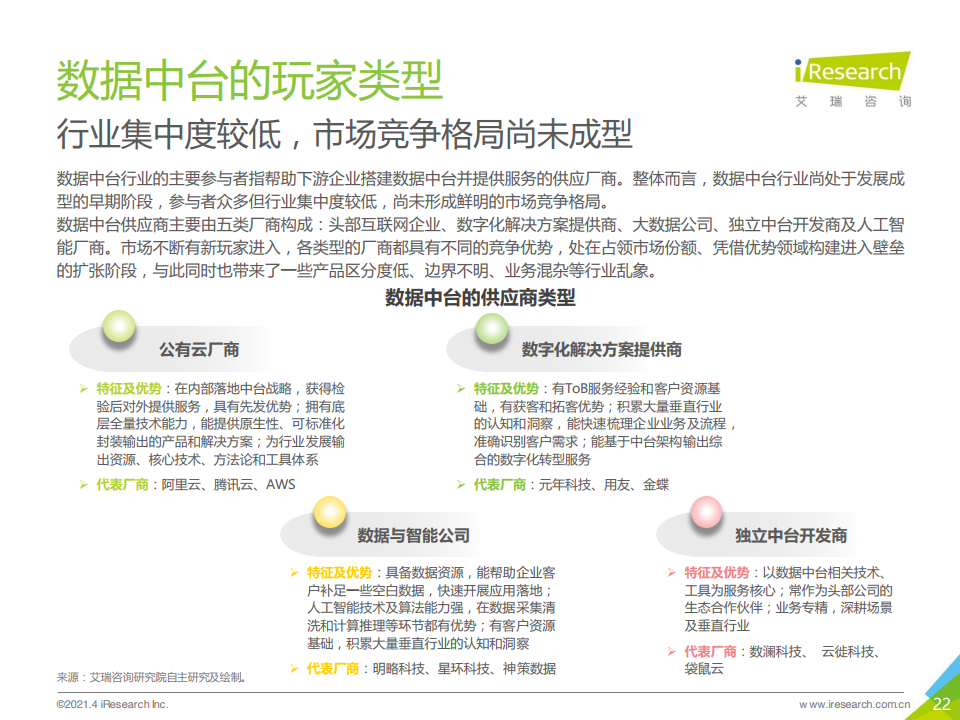 数据中台的玩家类型
iResearch
艾瑞咨询
行业集中度较低，市场竞争格局尚未成型
数据中台行业的主要参与者指帮助下游企业搭建数据中台并提供服务的供应厂商。整体而言，数据中台行业尚处于发展成
型的早期阶段，参与者众多但行业集中度较低，尚未形成鲜明的市场竞争格局。
数据中台供应商主要由五类厂商构成：头部互联网企业、数字化解决方案提供商、大数据公司、独立中台开发商及人工智
能厂商。市场不断有新玩家进入，各类型的厂商都具有不同的竞争优势，处在占领市场份额、凭借优势领域构建进入壁垒
的扩张阶段，与此同时也带来了一些产品区分度低、边界不明、业务混杂等行业乱象。
数据中台的供应商类型
公有云厂商
特征及优势：在内部落地中台战略，获得检
验后对外提供服务，具有先发优势；拥有底
层全量技术能力，能提供原生性、可标准化
封装输出的产品和解决方案；为行业发展输
出资源、核心技术、方法论和工具体系
代表厂商：阿里云、腾讯云、AWS
数字化解决方案提供商
特征及优势：有ToB服务经验和客户资源基
础，有获客和拓客优势；积累大量垂直行业
的认知和洞察，能快速梳理企业业务及流程，
准确识别客户需求；能基于中台架构输出综
合的数字化转型服务
代表厂商：元年科技、用友、金蝶
数据与智能公司
特征及优势：具备数据资源，能帮助企业客
户补足一些空白数据，快速开展应用落地；
人工智能技术及算法能力强，在数据采集清
洗和计算推理等环节都有优势；有客户资源
基础，积累大量垂直行业的认知和洞察
代表厂商：明略科技、星环科技、神策数据
独立中台开发商
特征及优势：以数据中台相关技术、
工具为服务核心；常作为头部公司的
生态合作伙伴；业务专精，深耕场景
及垂直行业
代表厂商：数澜科技、 云徙科技、
袋鼠云
来源：艾瑞咨询研究院自主研究及绘制。
©2021.4 iResearch Inc.
www.iresearch.com.cn
22